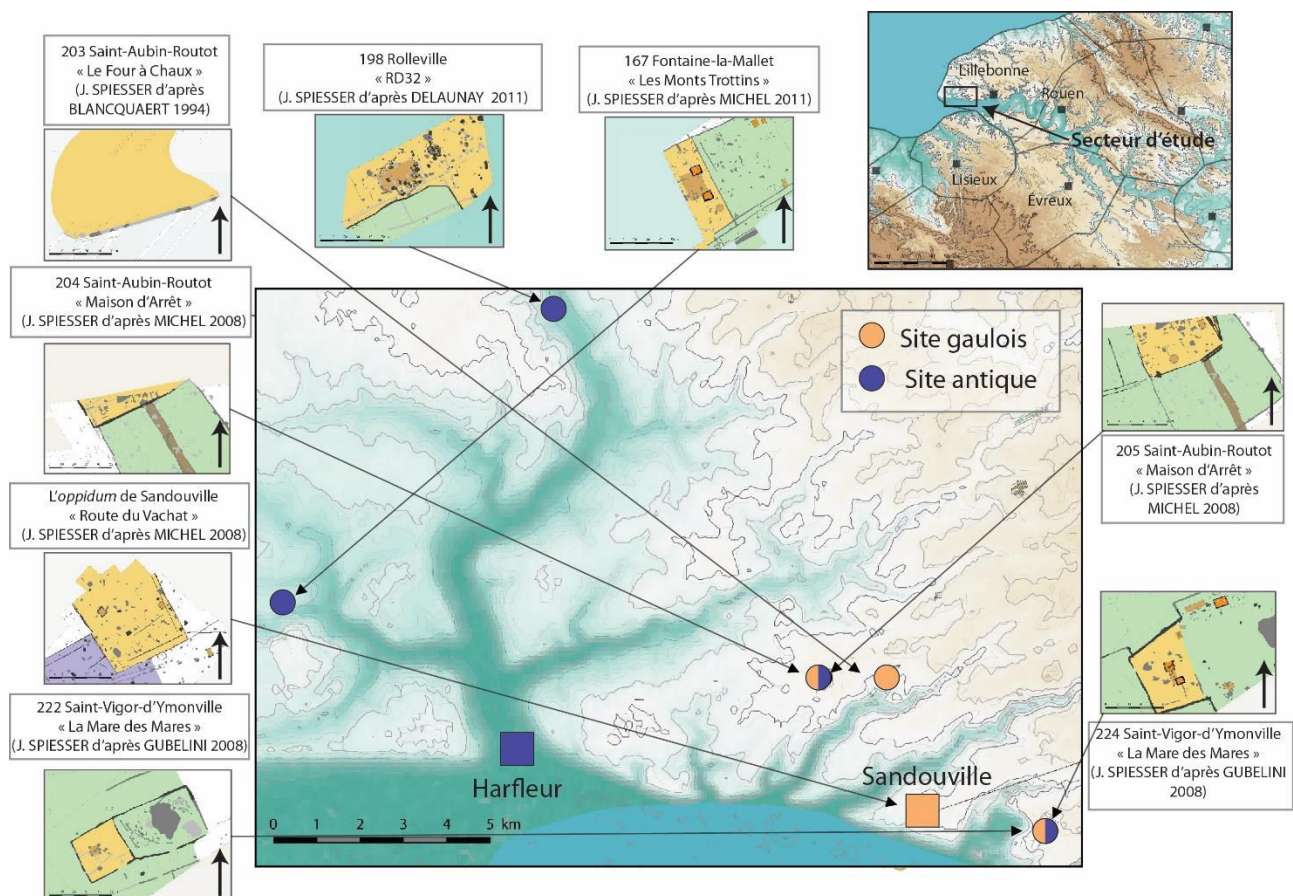 203 Saint-Aubin-Routot
« Le Four à Chaux »
(J. SPIESSER d'après
BLANCQUAERT 1994)
198 Rolleville
« RD32 »
(J. SPIESSER d'après DELAUNAY 2011)
167 Fontaine-la-Mallet
« Les Monts Trottins »
(J. SPIESSER d'après MICHEL 2011)
Lillebonne
Rouen
Secteur d'étude
Lisieux
Évreux
204 Saint-Aubin-Routot
« Maison d'Arrêt »
(J. SPIESSER d'après MICHEL 2008)
L'oppidum de Sandouville
« Route du Vachat »
(J. SPIESSER d'après MICHEL 2008)
222 Saint-Vigor-d'Ymonville
« La Mare des Mares »
(J. SPIESSER d'après GUBELINI 2008)
Site gaulois
Site antique
Harfleur
Sandouville
0 1 2 3 4 5 km
205 Saint-Aubin-Routot
« Maison d'Arrêt »
(J. SPIESSER d'après
MICHEL 2008)
224 Saint-Vigor-d'Ymonville
« La Mare des Mares »
(J. SPIESSER d'après GUBELINI
2008)